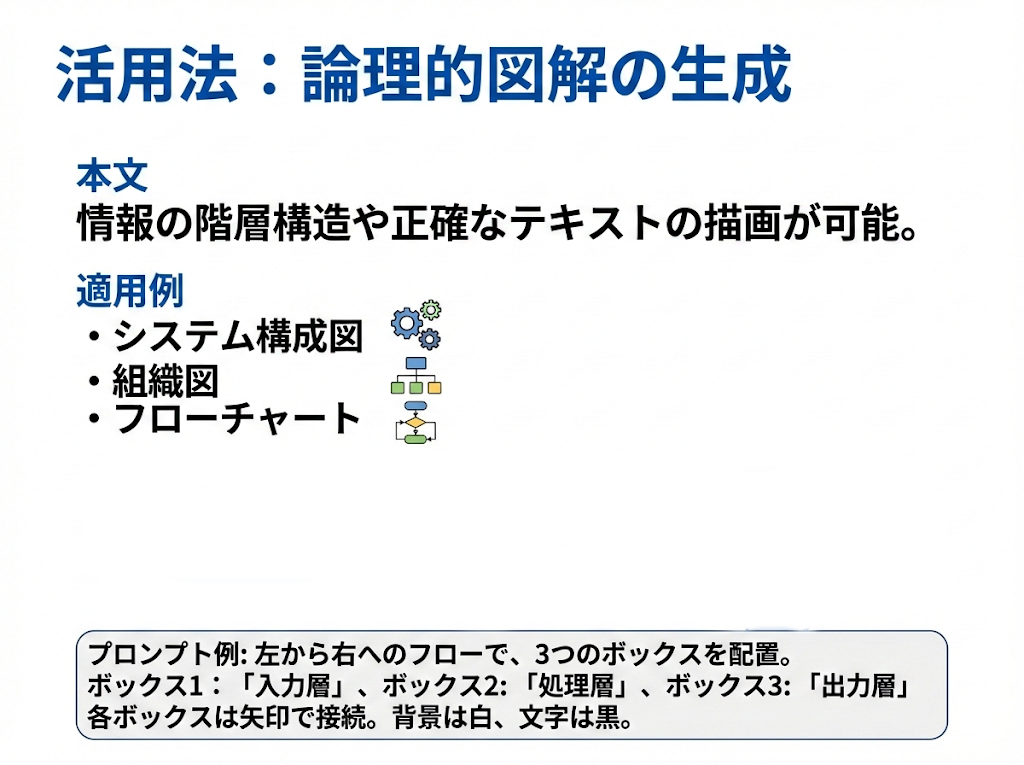 活用法：論理的図解の生成
本文
情報の階層構造や正確なテキストの描画が可能。
適用例
・システム構成図
・組織図
・フローチャート
プロンプト例: 左から右へのフローで、3つのボックスを配置。
ボックス1：「入力層」、ボックス2: 「処理層」、ボックス3: 「出力層」
各ボックスは矢印で接続。背景は白、文字は黒。